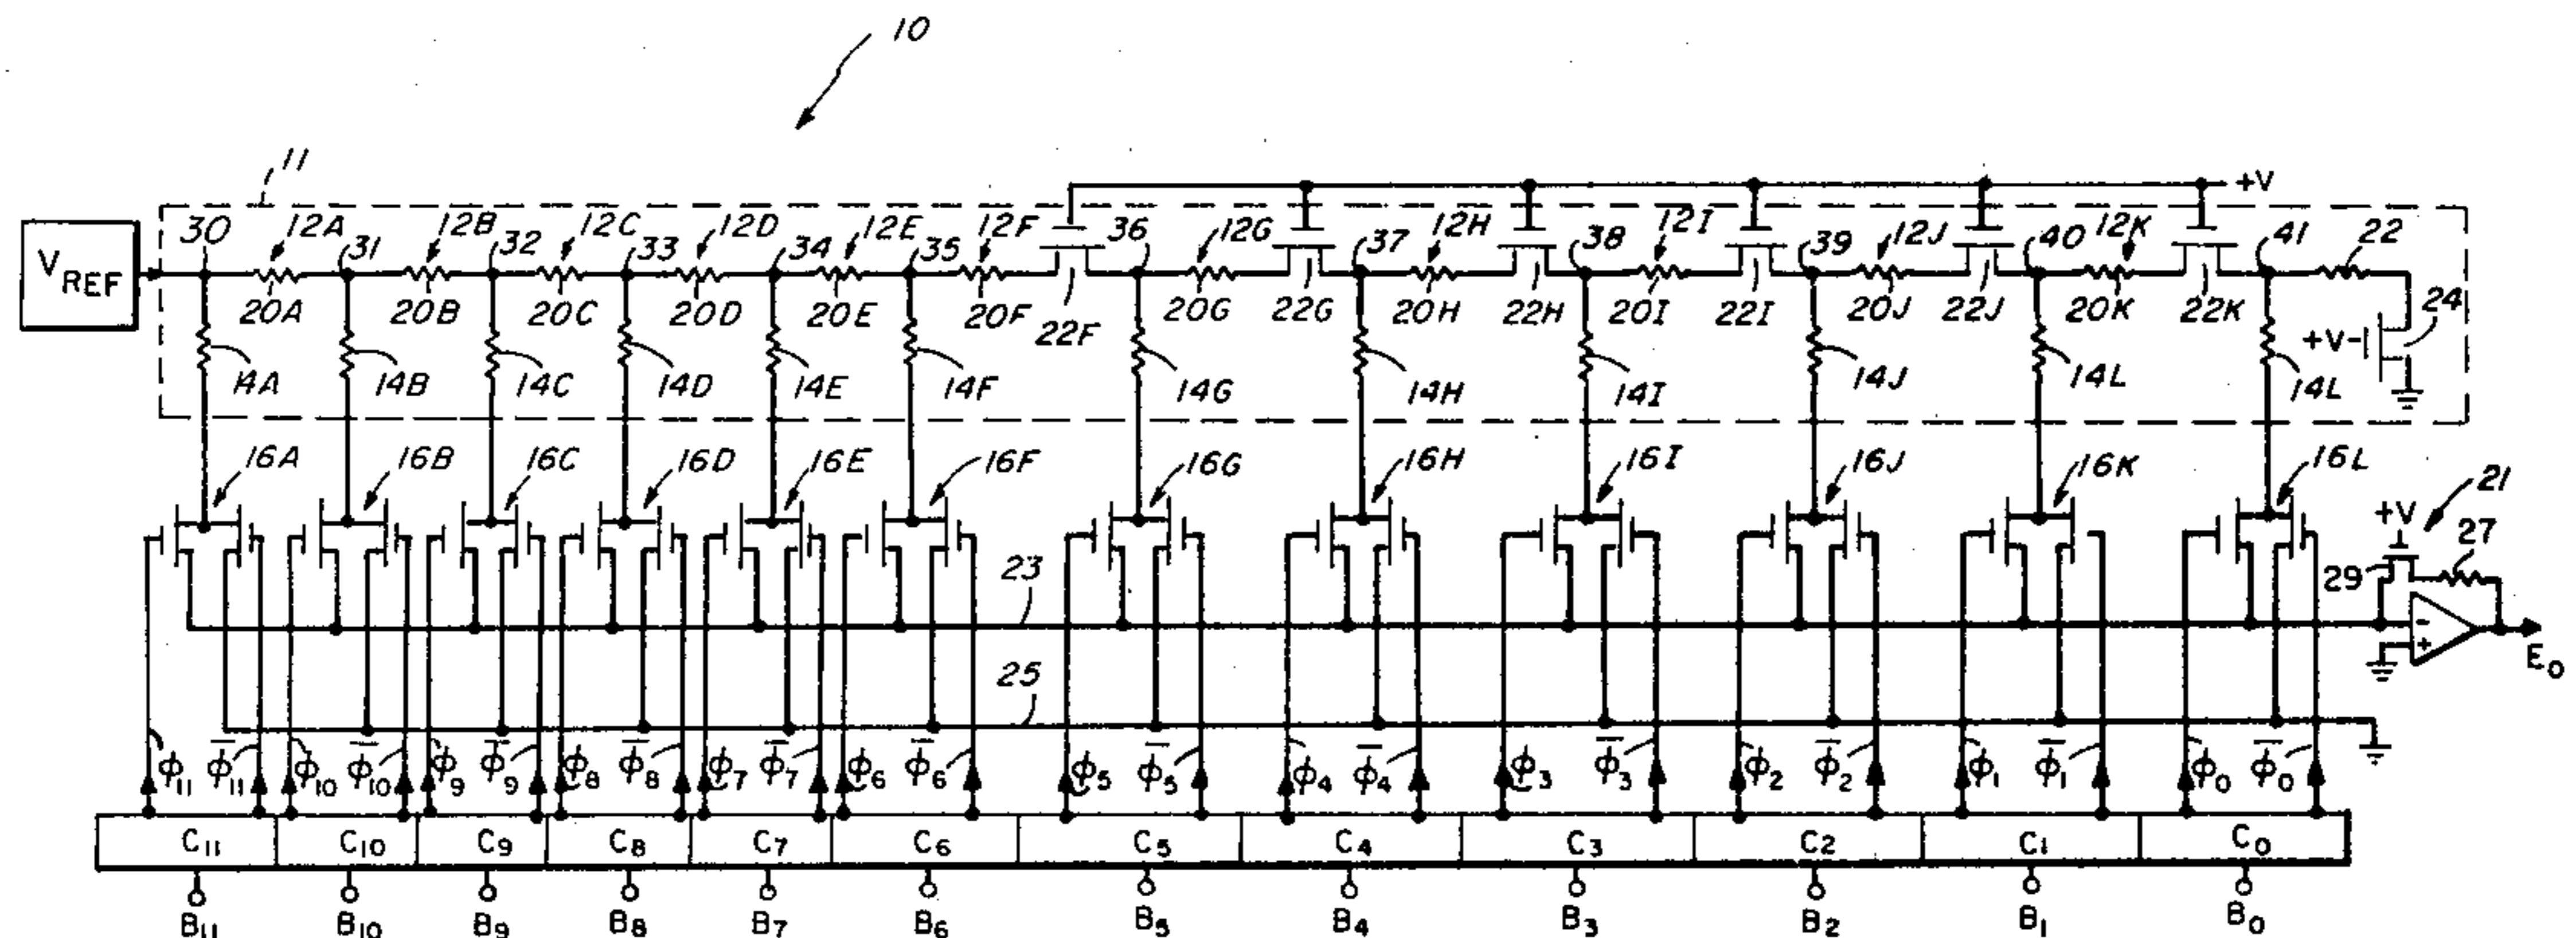 10
11
+V
30 12A 31 12B 32 12C 33 12D 34 12E 35 12F 36 12G 37 12H 38 12I 39 12J 40 12K 41 22
V_REF
20A 20B 20C 20D 20E 20F 22F 20G 22G 20H 22H 20I 22I 20J 22J 20K 22K 24
+V
14A 14B 14C 14D 14E 14F 14G 14H 14I 14J 14L 14L
16A 16B 16C 16D 16E 16F 16G 16H 16I 16J 16K 16L 21
+V
27
29
23
- 
+
E₀
25
ϕ₁₁ ϕ̅₁₁ ϕ₁₀ ϕ̅₁₀ ϕ₉ ϕ̅₉ ϕ₈ ϕ̅₈ ϕ₇ ϕ̅₇ ϕ₆ ϕ̅₆ ϕ₅ ϕ̅₅ ϕ₄ ϕ̅₄ ϕ₃ ϕ̅₃ ϕ₂ ϕ̅₂ ϕ₁ ϕ̅₁ ϕ₀ ϕ̅₀
C₁₁ C₁₀ C₉ C₈ C₇ C₆ C₅ C₄ C₃ C₂ C₁ C₀
B₁₁ B₁₀ B₉ B₈ B₇ B₆ B₅ B₄ B₃ B₂ B₁ B₀